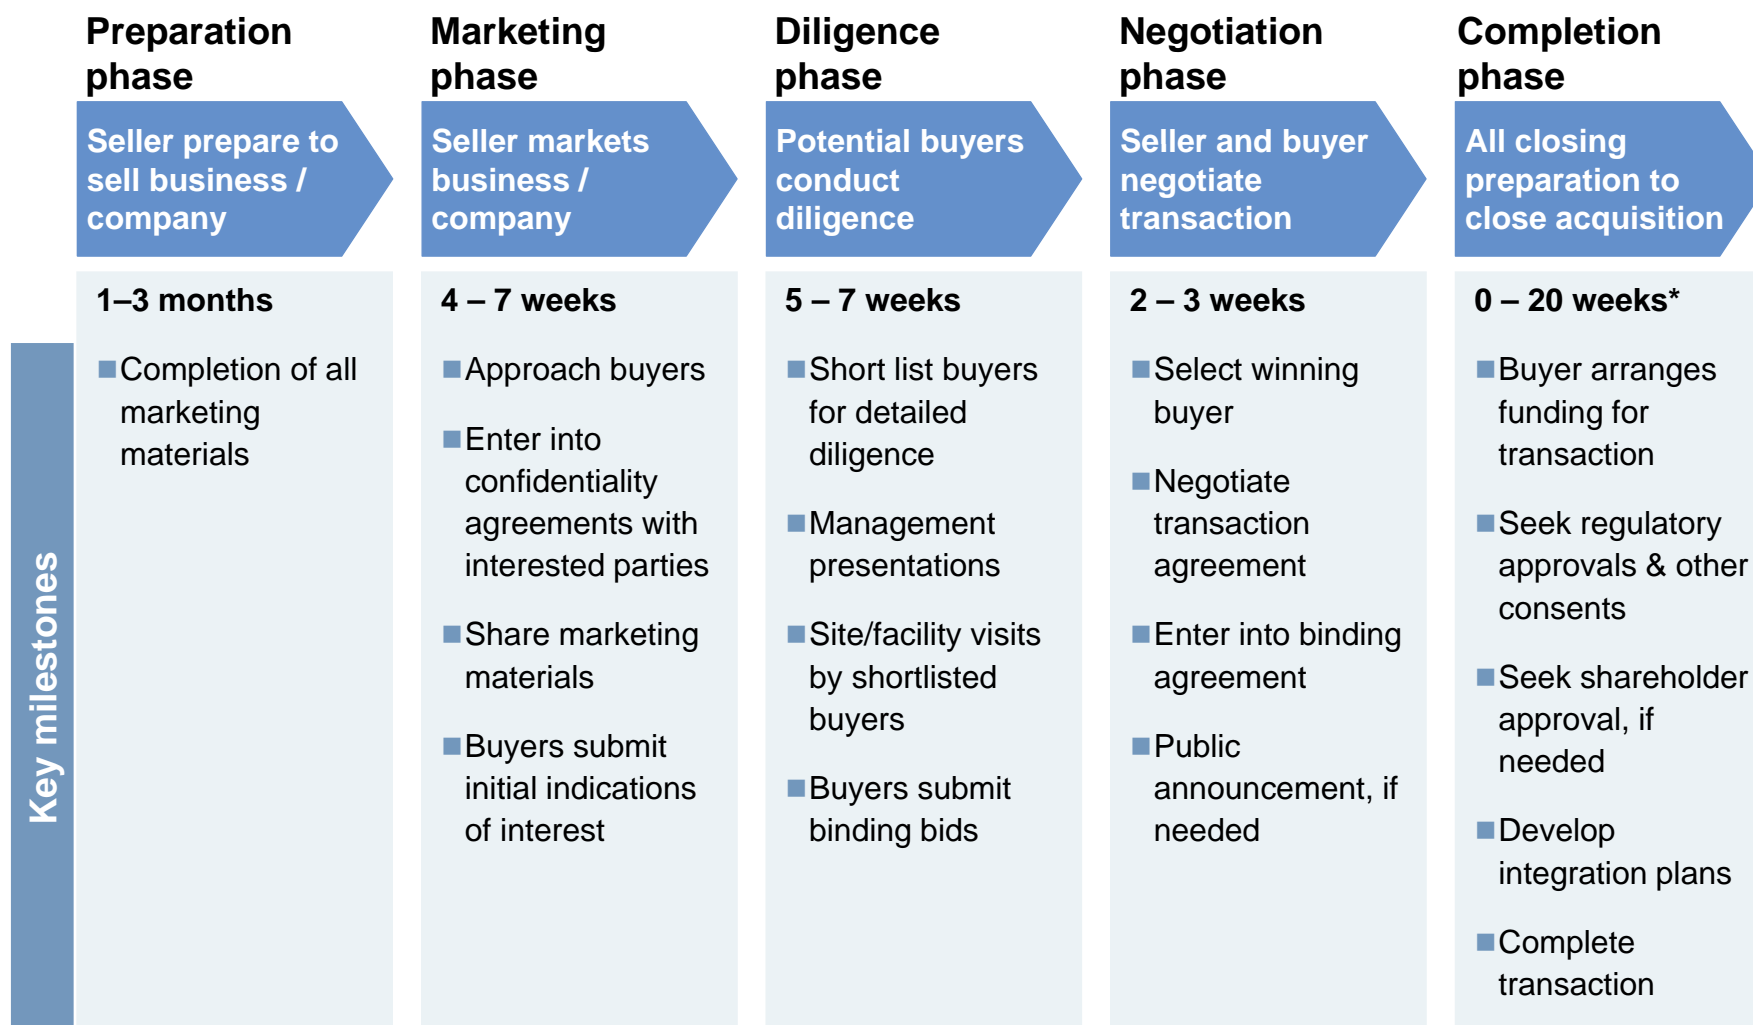 Preparation
phase
Seller prepare to
sell business /
company
1–3 months
Completion of all
marketing
materials
Marketing
phase
Seller markets
business /
company
4 – 7 weeks
Approach buyers
Enter into
confidentiality
agreements with
interested parties
Share marketing
materials
Buyers submit
initial indications
of interest
Diligence
phase
Potential buyers
conduct
diligence
5 – 7 weeks
Short list buyers
for detailed
diligence
Management
presentations
Site/facility visits
by shortlisted
buyers
Buyers submit
binding bids
Negotiation
phase
Seller and buyer
negotiate
transaction
2 – 3 weeks
Select winning
buyer
Negotiate
transaction
agreement
Enter into binding
agreement
Public
announcement, if
needed
Completion
phase
All closing
preparation to
close acquisition
0 – 20 weeks*
Buyer arranges
funding for
transaction
Seek regulatory
approvals & other
consents
Seek shareholder
approval, if
needed
Develop
integration plans
Complete
transaction
Key milestones